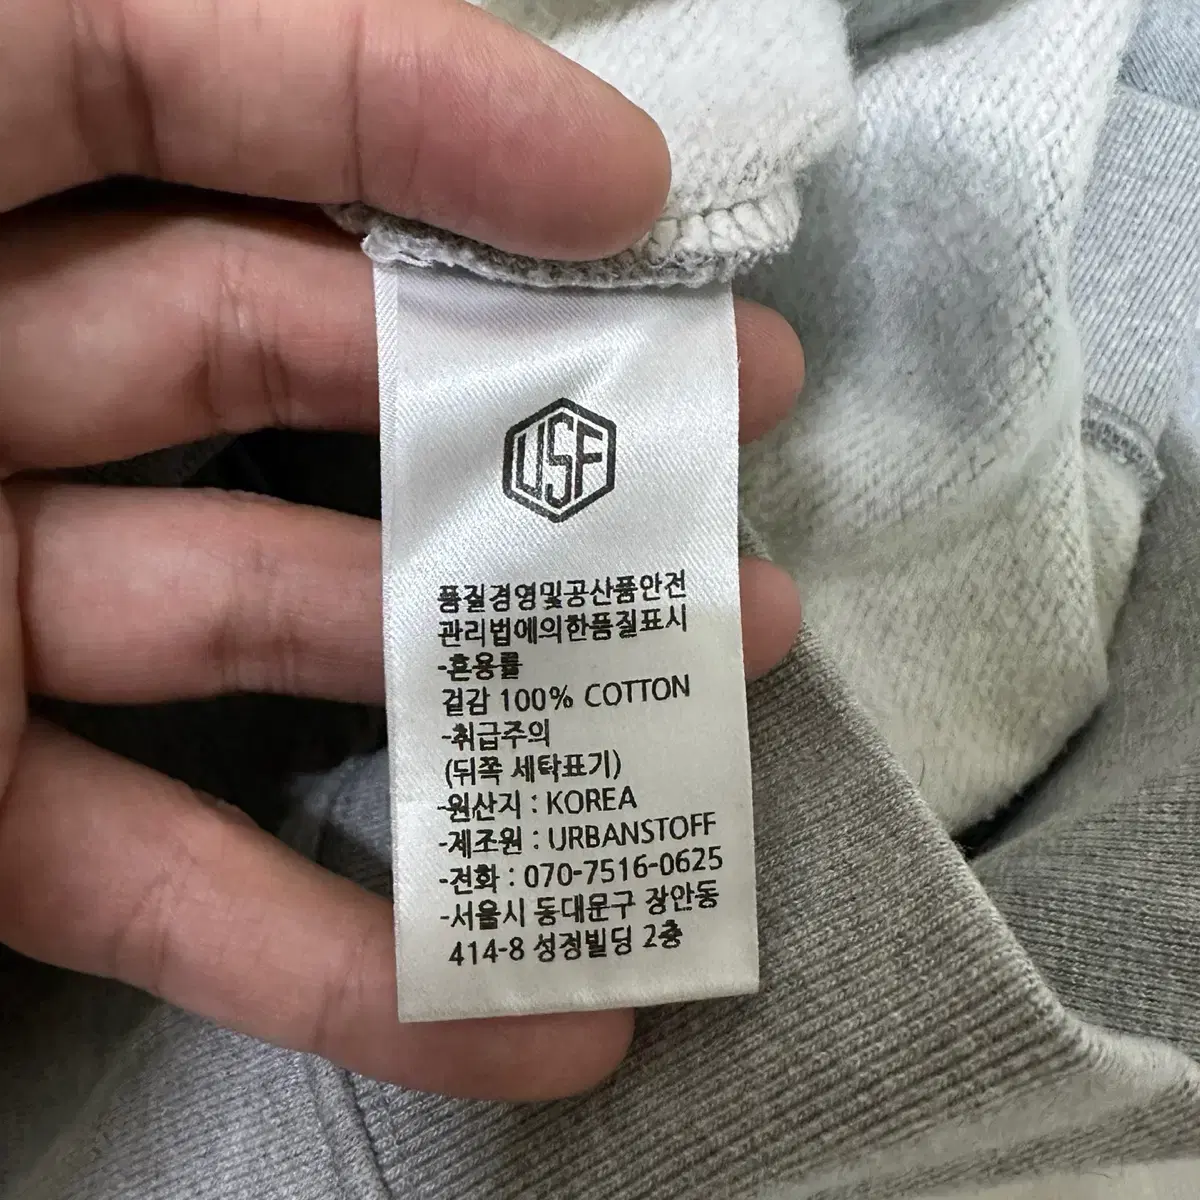 USF
품질경영및공산품안전
관리법에의한품질표시
-혼용률
겉감 100% COTTON
-취급주의
(뒤쪽 세탁표기)
-원산지 : KOREA
-제조원 : URBANSTOFF
-전화 : 070-7516-0625
-서울시 동대문구 장안동
414-8 성정빌딩 2층